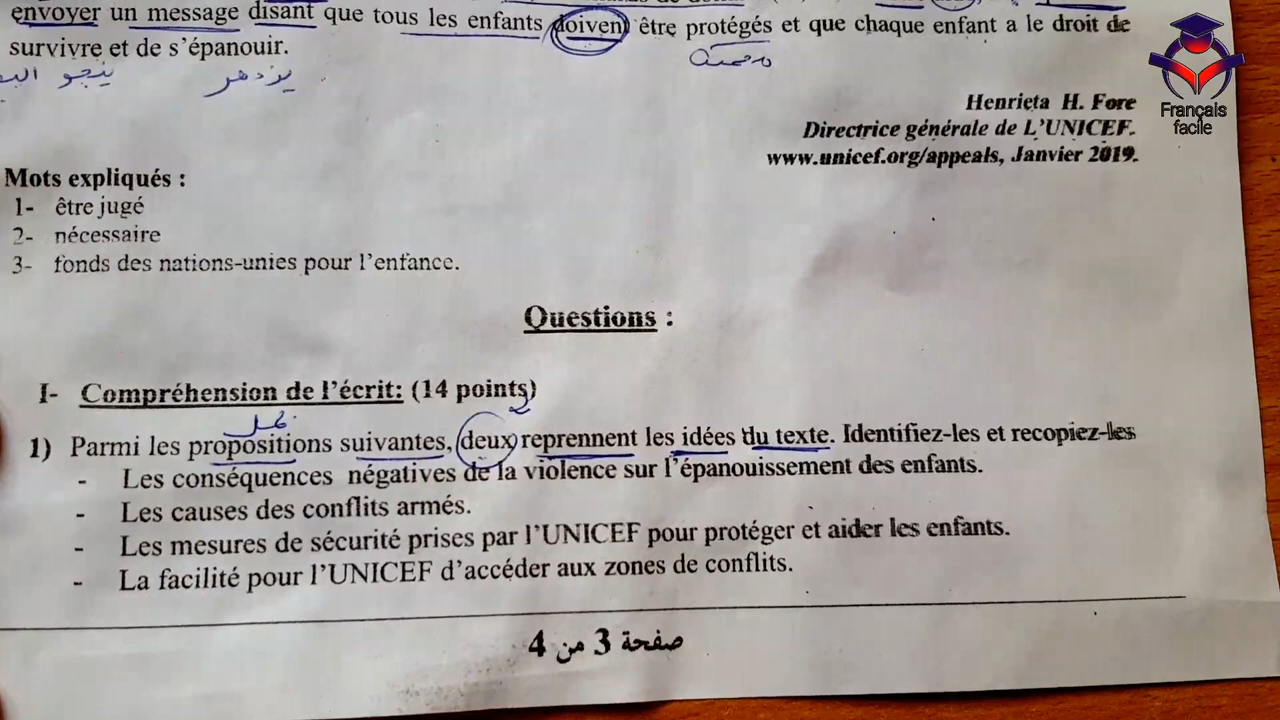 envoyer un message disant que tous les enfants doivent être protégés et que chaque enfant a le droit de
survivre et de s'épanouir.
يزدهر
Henrietta H. Fore
Directrice générale de L'UNICEF.
www.unicef.org/appeals, Janvier 2019.
Français
facile
Mots expliqués :
1- être jugé
2- nécessaire
3- fonds des nations-unies pour l'enfance.
Questions :
I- Compréhension de l'écrit: (14 points)
1) Parmi les propositions suivantes, deux reprennent les idées du texte. Identifiez-les et recopiez-les
- Les conséquences négatives de la violence sur l'épanouissement des enfants.
- Les causes des conflits armés.
- Les mesures de sécurité prises par l'UNICEF pour protéger et aider les enfants.
- La facilité pour l'UNICEF d'accéder aux zones de conflits.
صفحة 3 من 4